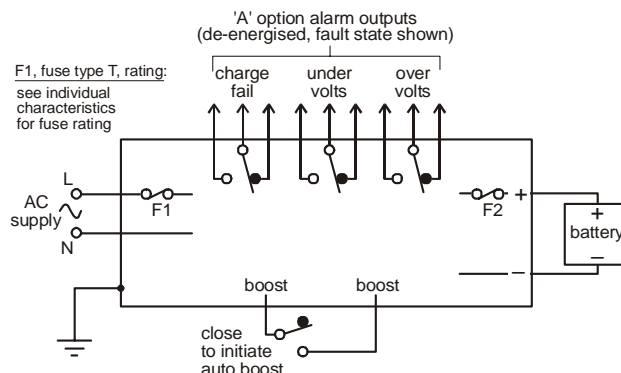 'A' option alarm outputs
(de-energised, fault state shown)
F1, fuse type T, rating:
see individual
characteristics
for fuse rating
charge
fail
under
volts
over
volts
L
AC
supply
N
F1
F2
+
−
+
battery
−
boost
boost
close
to initiate
auto boost